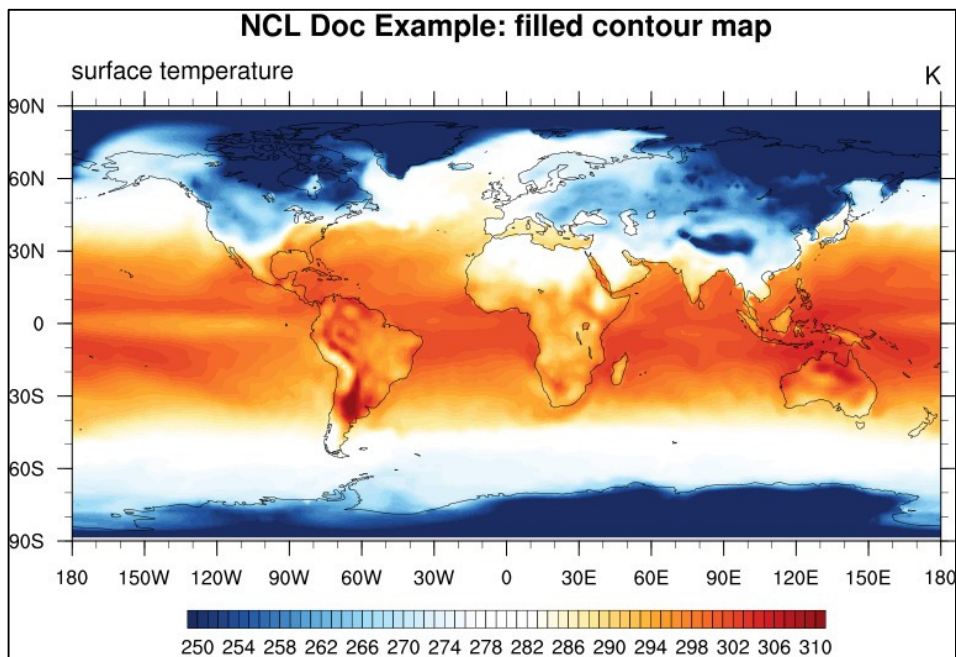 NCL Doc Example: filled contour map
surface temperature K
90N
60N
30N
0
30S
60S
90S
180 150W 120W 90W 60W 30W 0 30E 60E 90E 120E 150E 180
250 254 258 262 266 270 274 278 282 286 290 294 298 302 306 310